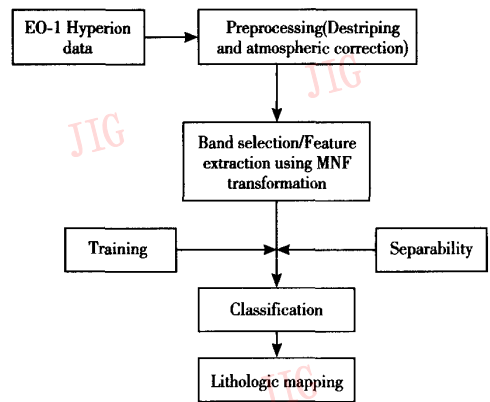 EO-1 Hyperion
data
Preprocessing(Destriping
and atmospheric correction)
JIG
JIG
Band selection/Feature
extraction using MNF
transformation
Training
Separability
Classification
Lithologic mapping
JIG